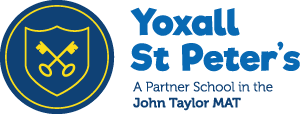 Yoxall
St Peter's
A Partner School in the
John Taylor MAT